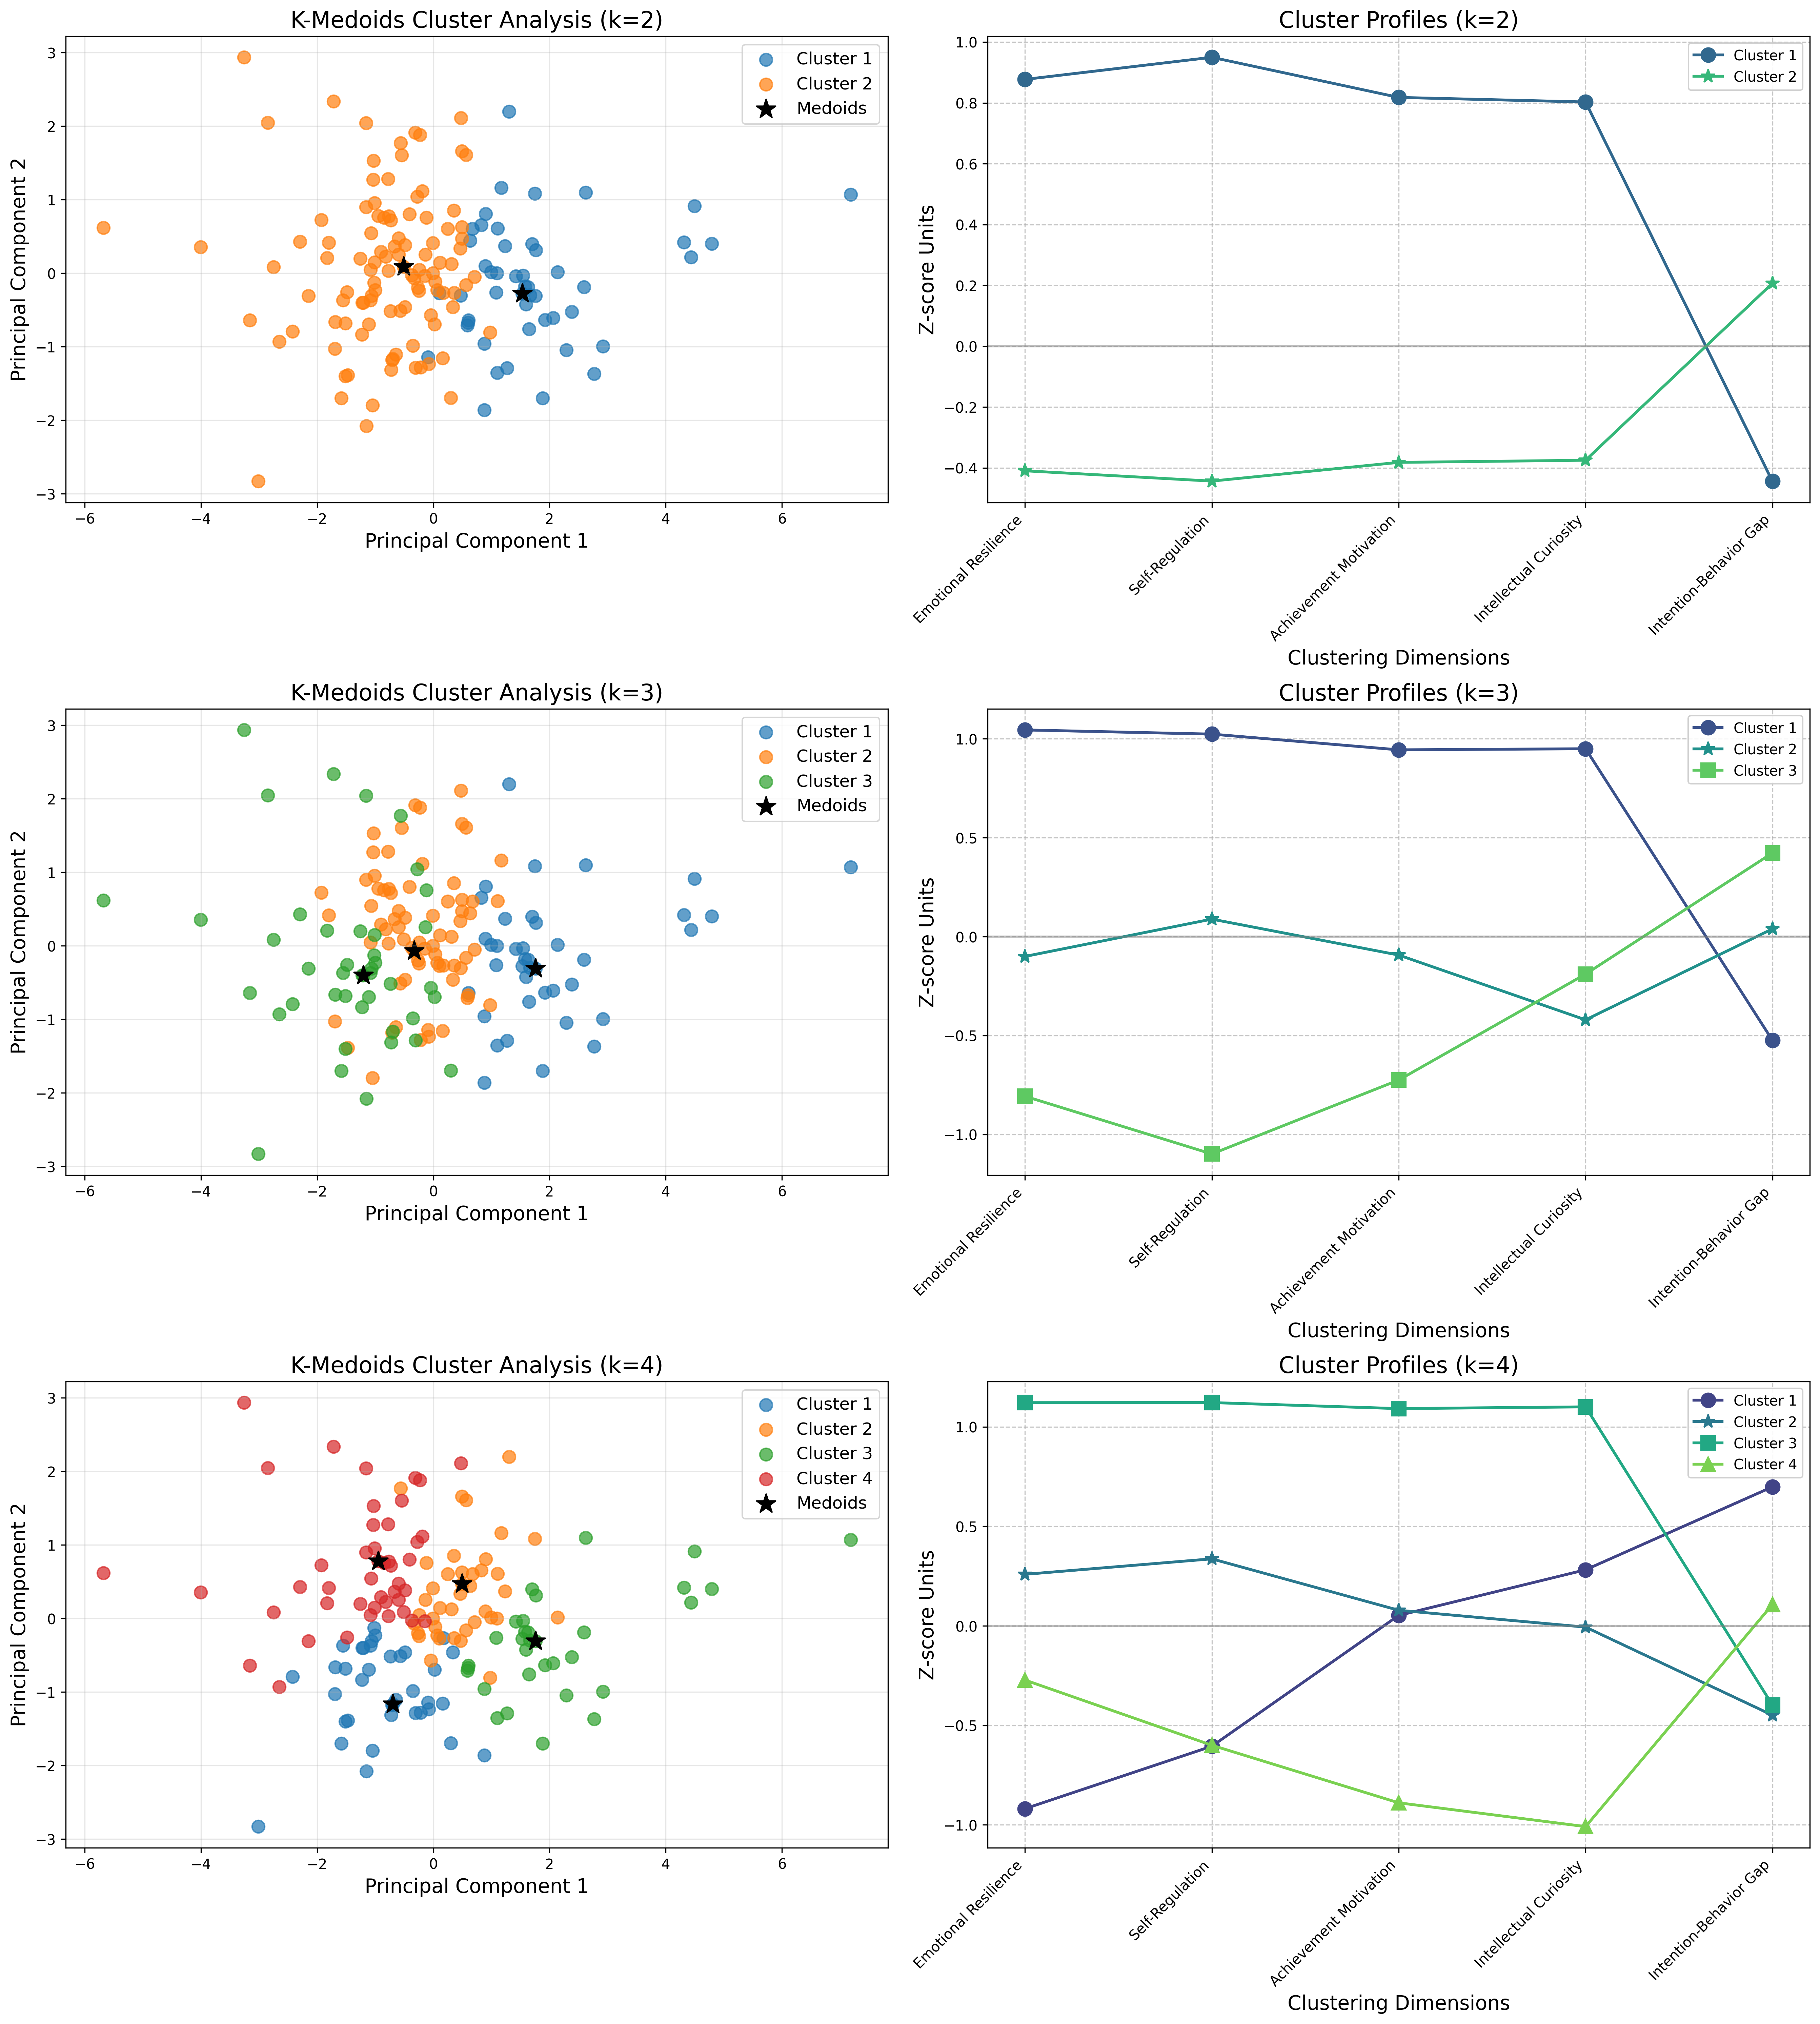 K-Medoids Cluster Analysis (k=2)
3
2
1
0
−1
−2
−3
Principal Component 2
Cluster 1
Cluster 2
Medoids
−6 −4 −2 0 2 4 6
Principal Component 1
Cluster Profiles (k=2)
1.0
0.8
0.6
0.4
0.2
0.0
−0.2
−0.4
Z-score Units
Cluster 1
Cluster 2
Emotional Resilience
Self-Regulation
Achievement Motivation
Intellectual Curiosity
Intention-Behavior Gap
Clustering Dimensions
K-Medoids Cluster Analysis (k=3)
3
2
1
0
−1
−2
−3
Principal Component 2
Cluster 1
Cluster 2
Cluster 3
Medoids
−6 −4 −2 0 2 4 6
Principal Component 1
Cluster Profiles (k=3)
1.0
0.5
0.0
−0.5
−1.0
Z-score Units
Cluster 1
Cluster 2
Cluster 3
Emotional Resilience
Self-Regulation
Achievement Motivation
Intellectual Curiosity
Intention-Behavior Gap
Clustering Dimensions
K-Medoids Cluster Analysis (k=4)
3
2
1
0
−1
−2
−3
Principal Component 2
Cluster 1
Cluster 2
Cluster 3
Cluster 4
Medoids
−6 −4 −2 0 2 4 6
Principal Component 1
Cluster Profiles (k=4)
1.0
0.5
0.0
−0.5
−1.0
Z-score Units
Cluster 1
Cluster 2
Cluster 3
Cluster 4
Emotional Resilience
Self-Regulation
Achievement Motivation
Intellectual Curiosity
Intention-Behavior Gap
Clustering Dimensions